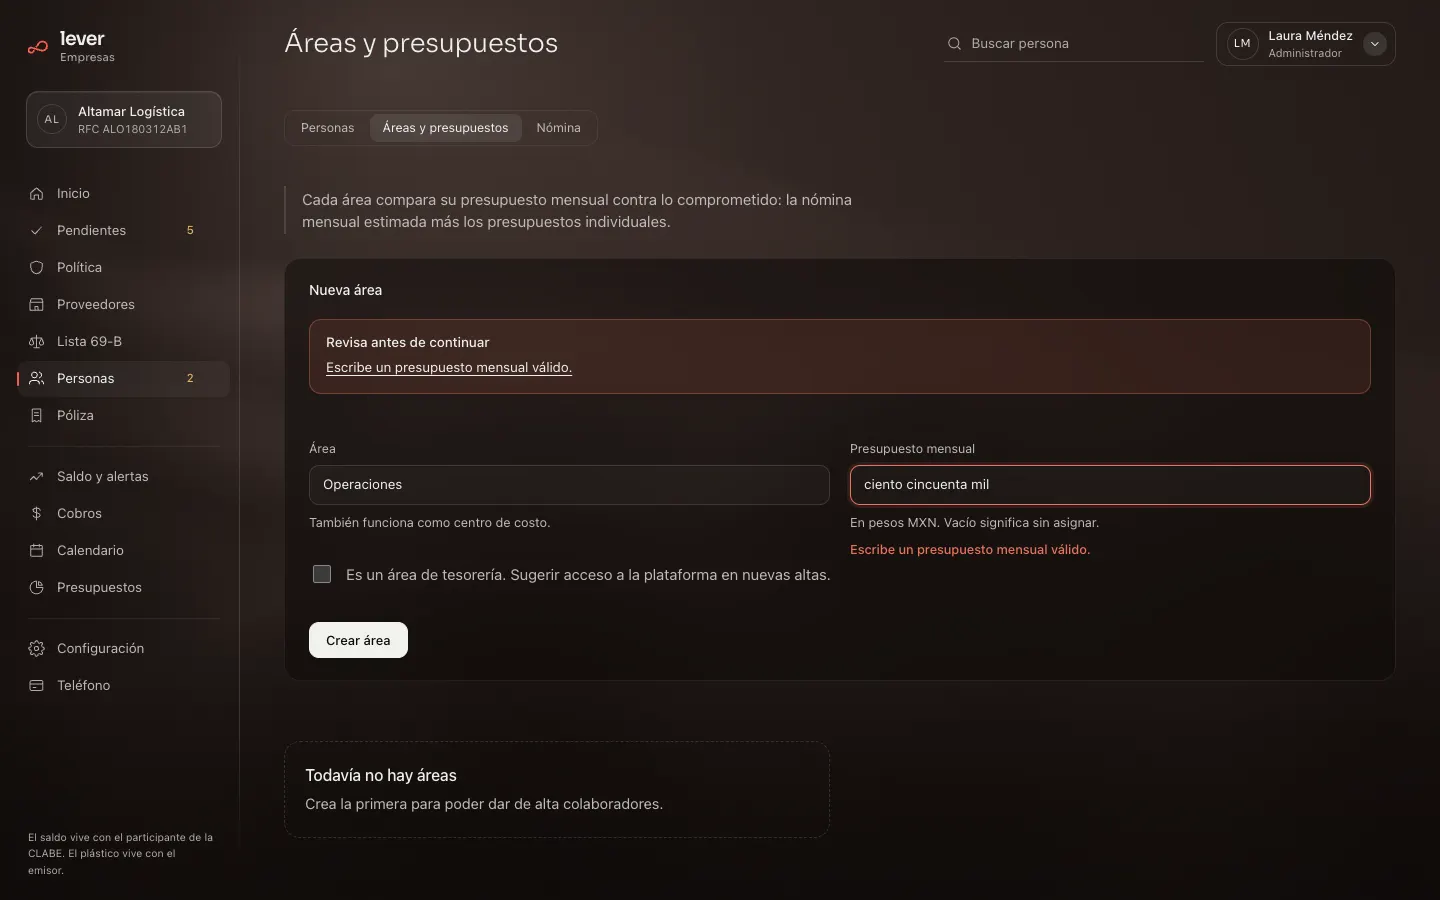 lever
Empresas
AL
Altamar Logística
RFC ALO180312AB1
Inicio
Pendientes 5
Política
Proveedores
Lista 69-B
Personas 2
Póliza
Saldo y alertas
Cobros
Calendario
Presupuestos
Configuración
Teléfono
El saldo vive con el participante de la
CLABE. El plástico vive con el
emisor.
Áreas y presupuestos
Buscar persona
LM
Laura Méndez
Administrador
Personas Áreas y presupuestos Nómina
Cada área compara su presupuesto mensual contra lo comprometido: la nómina
mensual estimada más los presupuestos individuales.
Nueva área
Revisa antes de continuar
Escribe un presupuesto mensual válido.
Área
Operaciones
También funciona como centro de costo.
Presupuesto mensual
ciento cincuenta mil
En pesos MXN. Vacío significa sin asignar.
Escribe un presupuesto mensual válido.
Es un área de tesorería. Sugerir acceso a la plataforma en nuevas altas.
Crear área
Todavía no hay áreas
Crea la primera para poder dar de alta colaboradores.